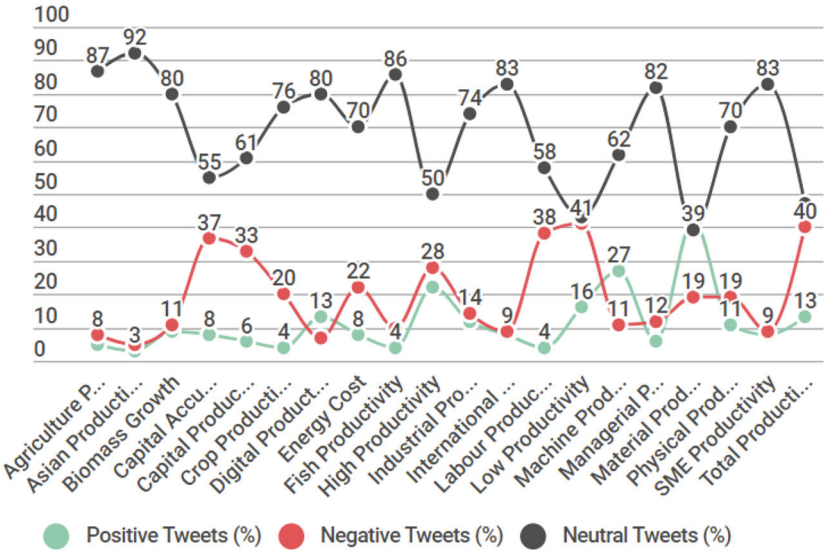 100
90
80
70
60
50
40
30
20
10
0
87
92
80
55
61
76
80
70
86
50
74
83
58
41
62
82
39
70
83
40
8
3
11
37
33
20
13
22
4
28
14
9
38
16
27
12
19
19
9
13
8
6
4
8
4
11
11
Agriculture P...
Asian Producti...
Biomass Growth
Capital Accu...
Capital Produc...
Crop Producti...
Digital Product...
Energy Cost
Fish Productivity
High Productivity
Industrial Pro...
International ...
Labour Produc...
Low Productivity
Machine Prod...
Managerial P...
Material Prod...
Physical Prod...
SME Productivity
Total Producti...
Positive Tweets (%) Negative Tweets (%) Neutral Tweets (%)